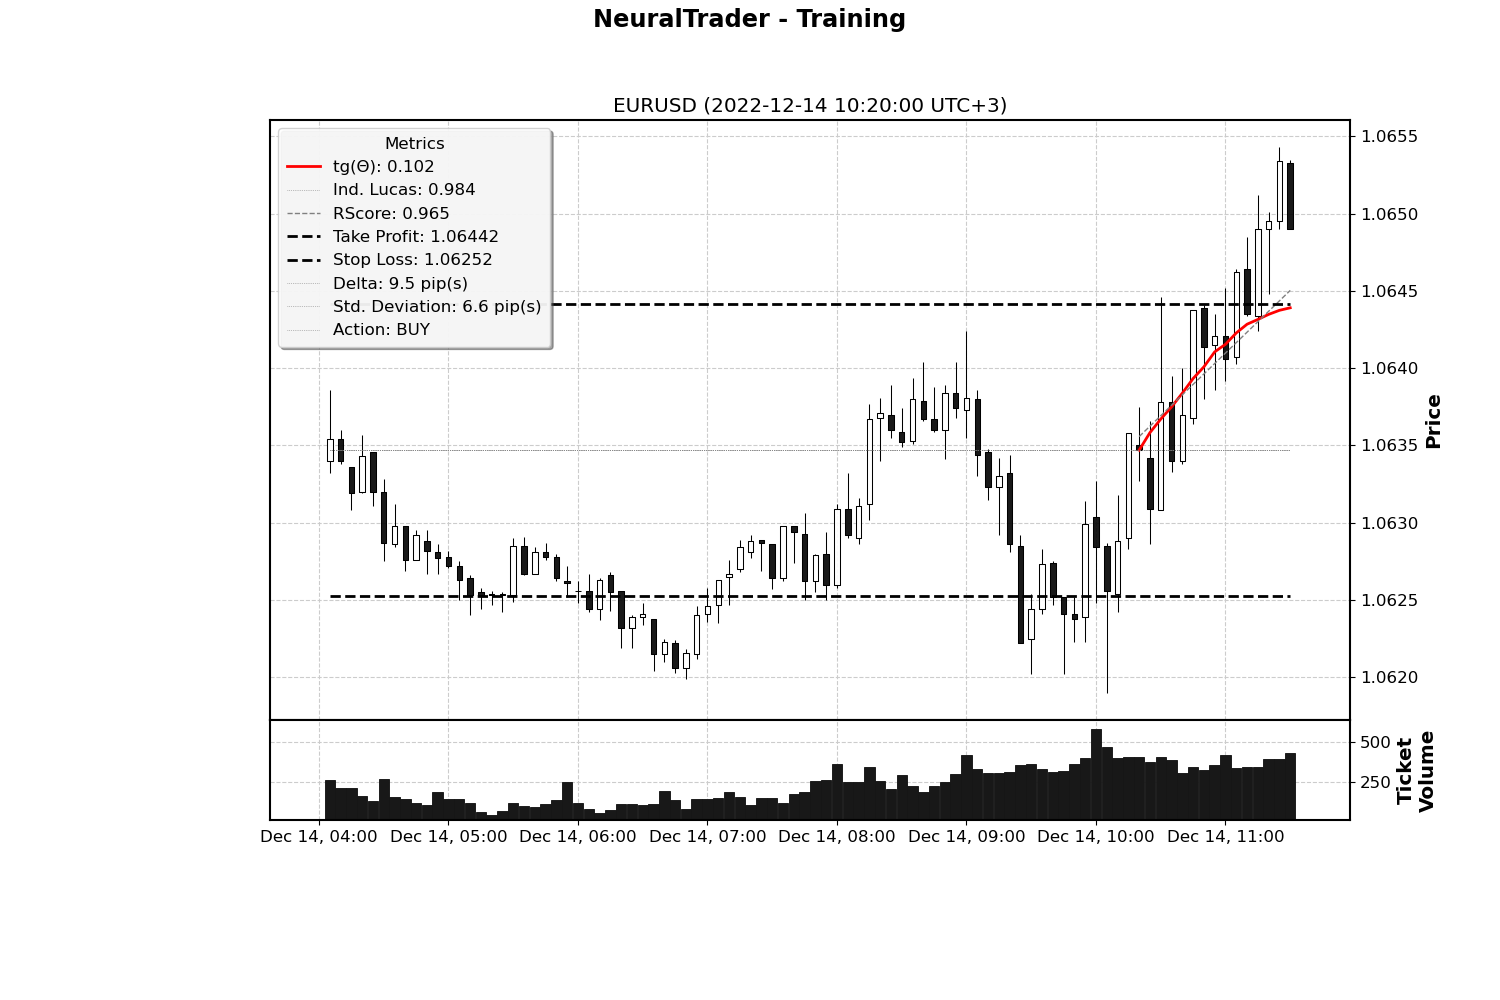 NeuralTrader - Training
EURUSD (2022-12-14 10:20:00 UTC+3)
Metrics
tg(Θ): 0.102
Ind. Lucas: 0.984
RScore: 0.965
Take Profit: 1.06442
Stop Loss: 1.06252
Delta: 9.5 pip(s)
Std. Deviation: 6.6 pip(s)
Action: BUY
1.0655
1.0650
1.0645
1.0640
1.0635
1.0630
1.0625
1.0620
Price
500
250
Ticket
Volume
Dec 14, 04:00 Dec 14, 05:00 Dec 14, 06:00 Dec 14, 07:00 Dec 14, 08:00 Dec 14, 09:00 Dec 14, 10:00 Dec 14, 11:00